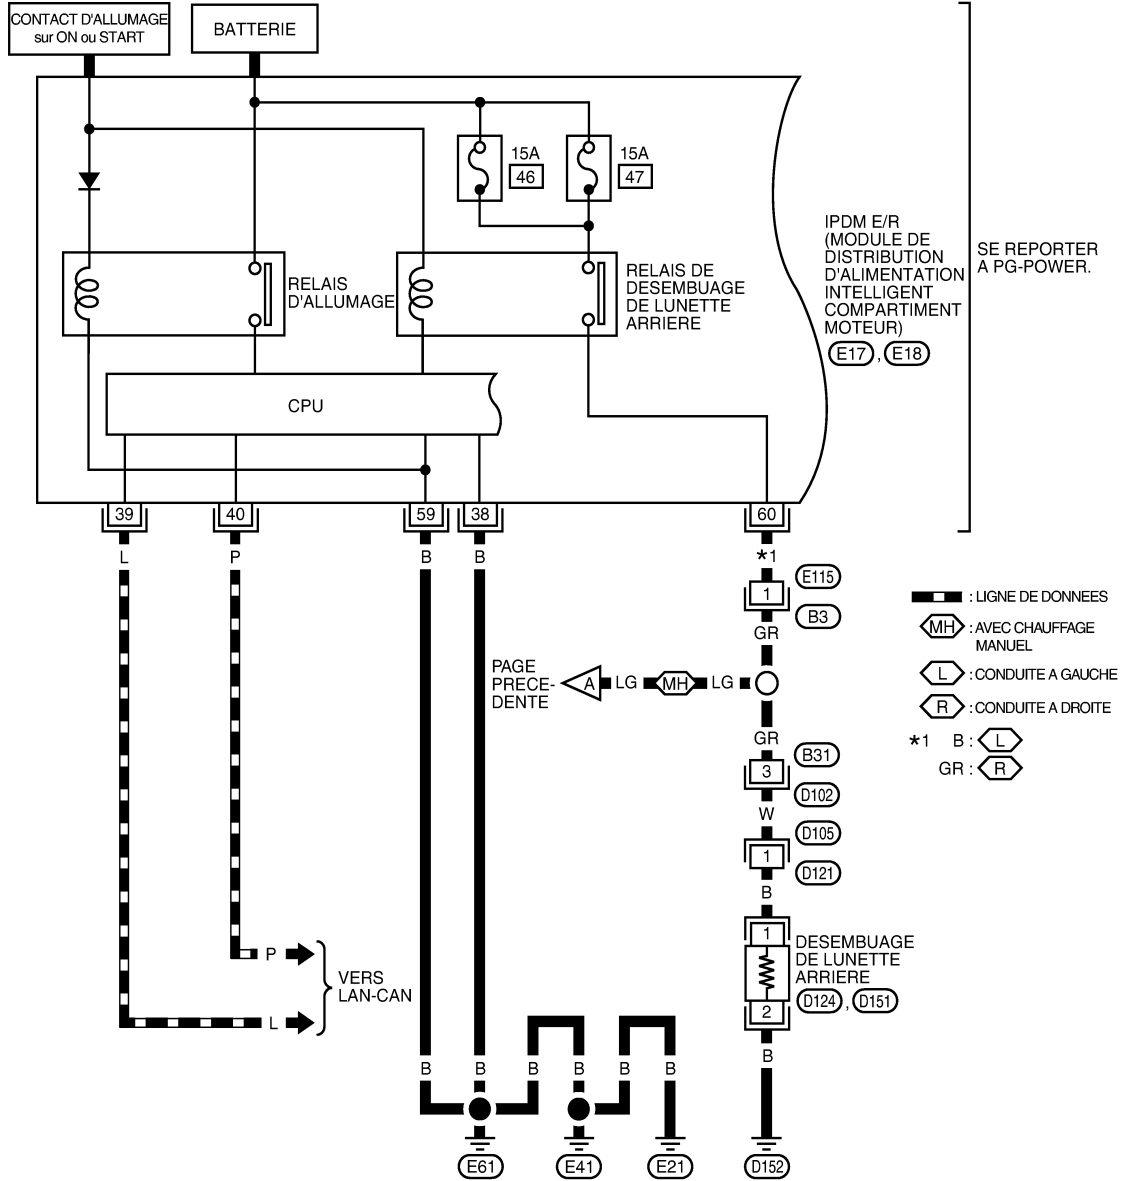 CONTACT D'ALLUMAGE
sur ON ou START
BATTERIE
15A
46
15A
47
IPDM E/R
(MODULE DE
DISTRIBUTION
D'ALIMENTATION
INTELLIGENT
COMPARTIMENT
MOTEUR)
E17 , E18
SE REPORTER
A PG-POWER.
RELAIS
D'ALLUMAGE
RELAIS DE
DESEMBUAGE
DE LUNETTE
ARRIERE
CPU
39
40
59
38
60
L
P
B
B
*1
E115
1
B3
GR
PAGE
PRECE-
DENTE
A
LG
MH
LG
GR
B31
3
D102
W
D105
1
D121
B
1
DESEMBUAGE
DE LUNETTE
ARRIERE
D124 , D151
2
B
D152
: LIGNE DE DONNEES
MH : AVEC CHAUFFAGE
MANUEL
L : CONDUITE A GAUCHE
R : CONDUITE A DROITE
*1 B : L
GR : R
P
L
VERS
LAN-CAN
B
B
B
B
B
B
E61
E41
E21